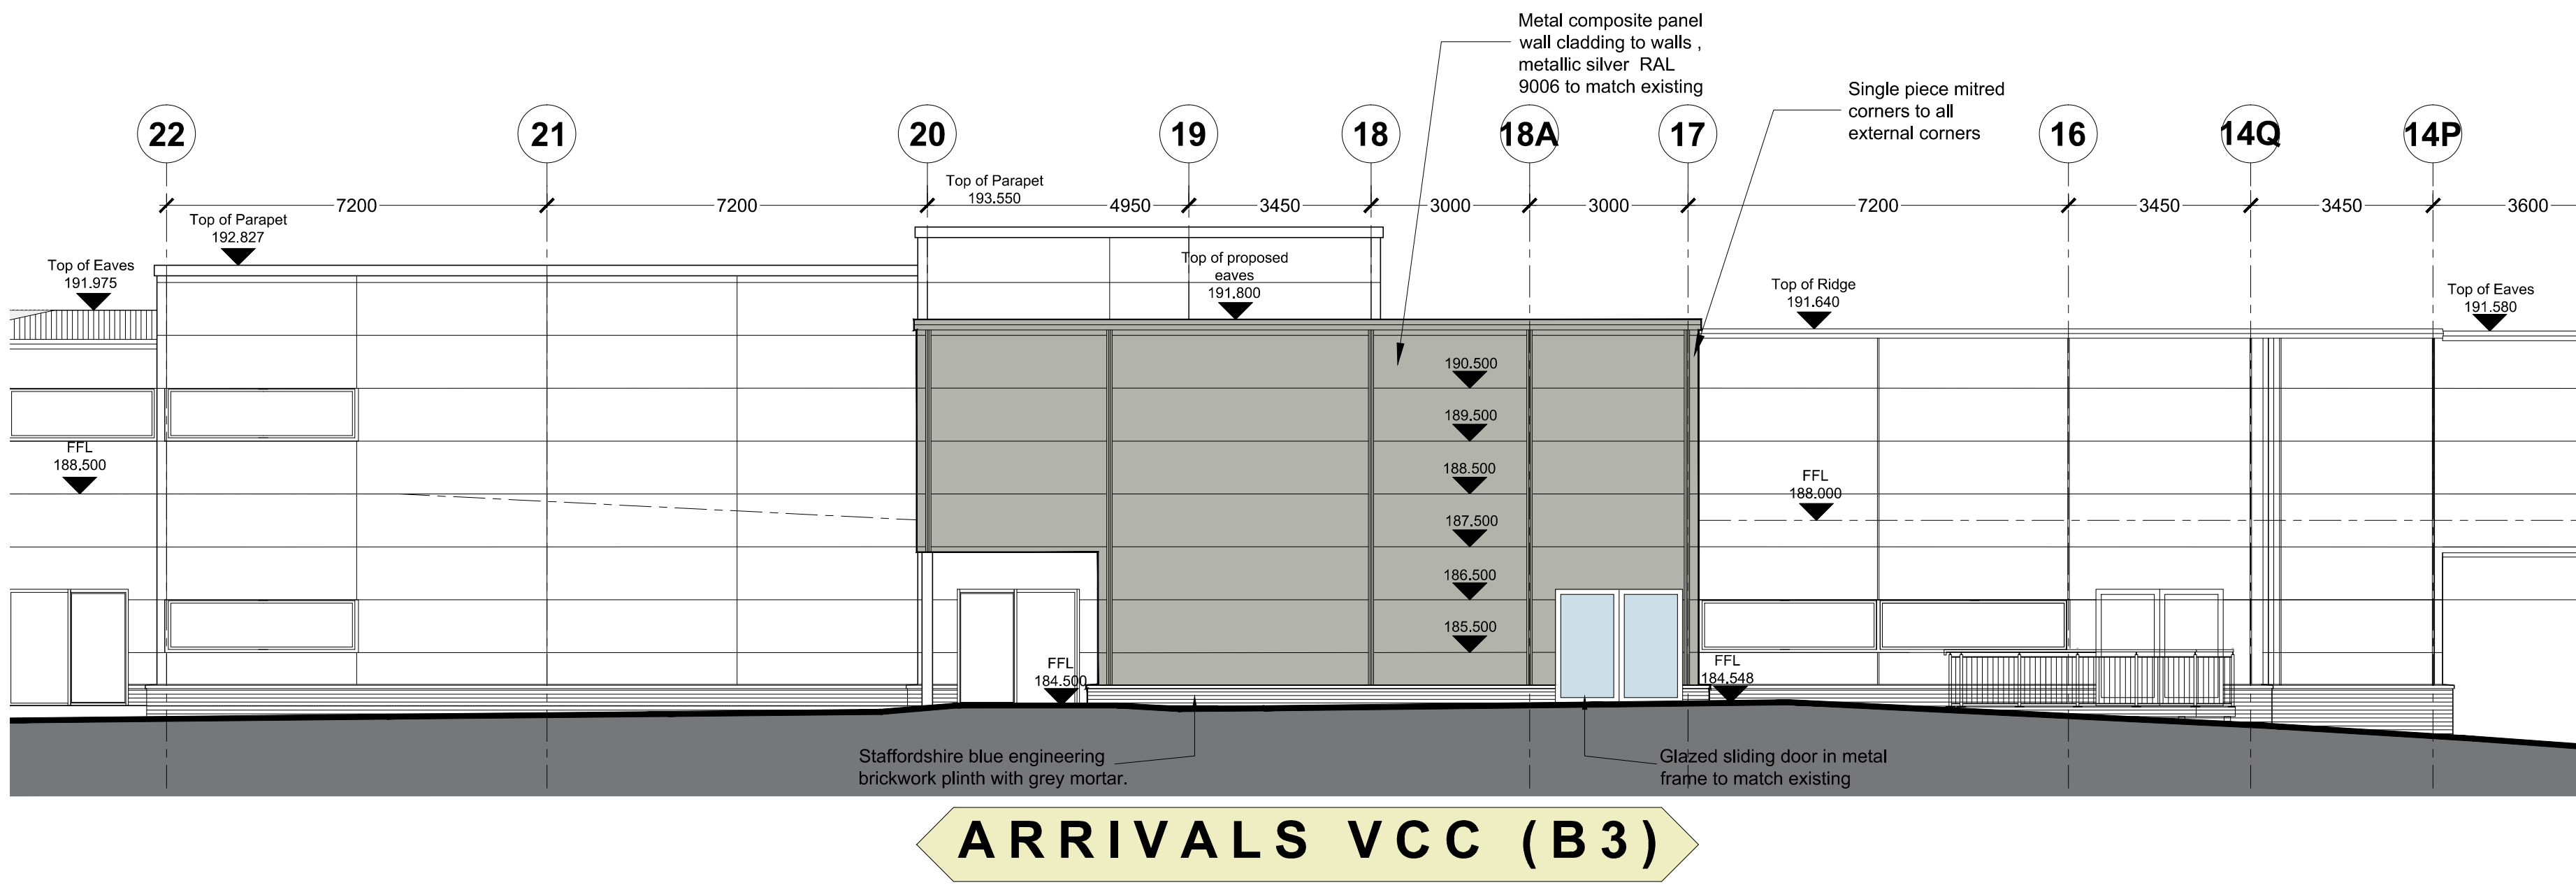 Metal composite panel
wall cladding to walls ,
metallic silver RAL
9006 to match existing
Single piece mitred
corners to all
external corners
22
21
20
19
18
18A
17
16
14Q
14P
7200
7200
4950
3450
3000
3000
7200
3450
3450
3600
Top of Parapet
193.550
Top of Parapet
192.827
Top of Eaves
191.975
Top of proposed
eaves
191.800
Top of Ridge
191.640
Top of Eaves
191.580
190.500
189.500
188.500
187.500
186.500
185.500
FFL
188.500
FFL
188.000
FFL
184.500
FFL
184.548
Staffordshire blue engineering
brickwork plinth with grey mortar.
Glazed sliding door in metal
frame to match existing
ARRIVALS VCC (B3)